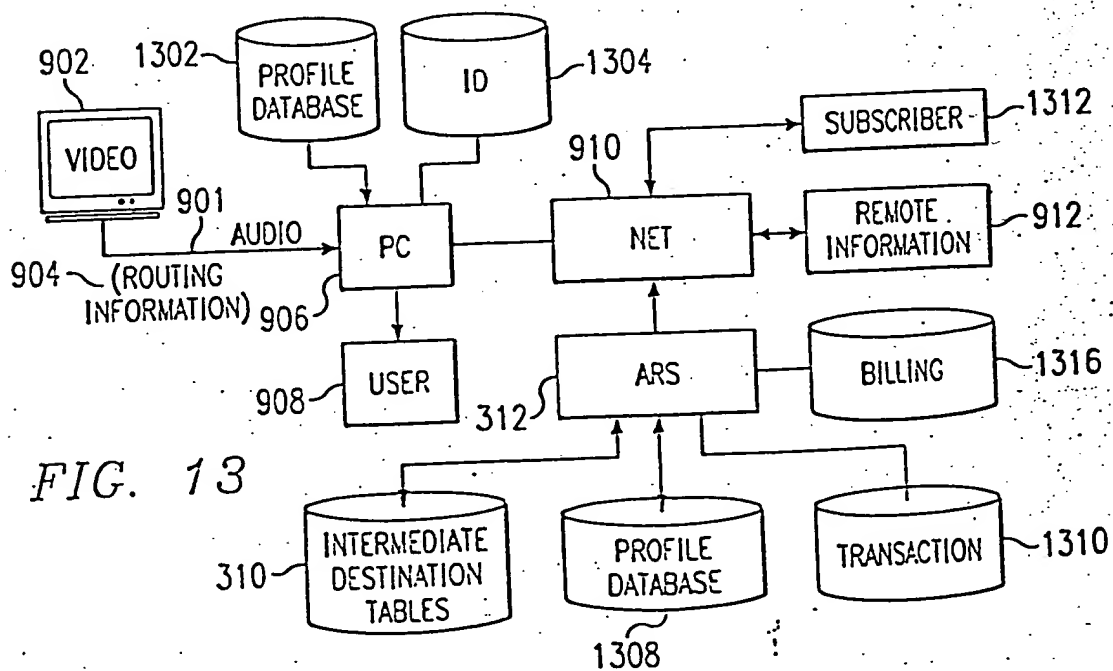 1302
PROFILE
DATABASE
ID
1304
902
VIDEO
901
AUDIO
904
(ROUTING
INFORMATION)
PC
906
USER
908
910
NET
SUBSCRIBER
1312
REMOTE
INFORMATION
912
ARS
312
BILLING
1316
FIG. 13
310
INTERMEDIATE
DESTINATION
TABLES
PROFILE
DATABASE
1308
TRANSACTION
1310